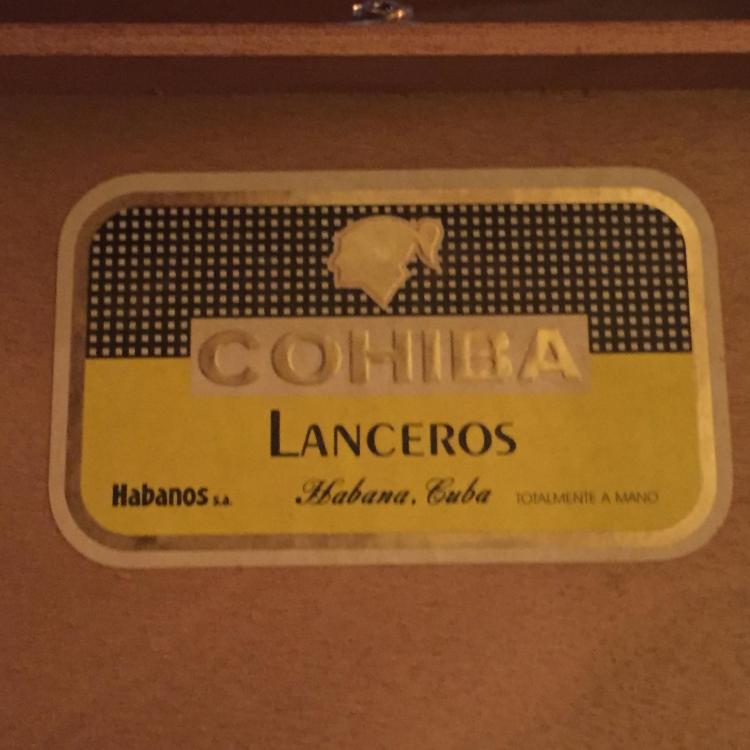 COHIBA
LANCEROS
Habanos s.a. Habana, Cuba TOTALMENTE A MANO